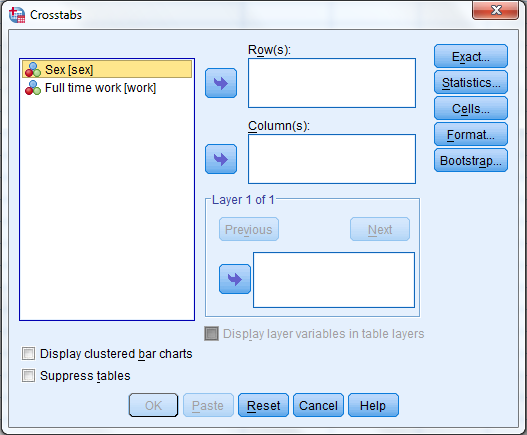 Crosstabs
Sex [sex]
Full time work [work]
Row(s):
Column(s):
Layer 1 of 1
Previous
Next
Display layer variables in table layers
Exact...
Statistics...
Cells...
Format...
Bootstrap...
Display clustered bar charts
Suppress tables
OK
Paste
Reset
Cancel
Help